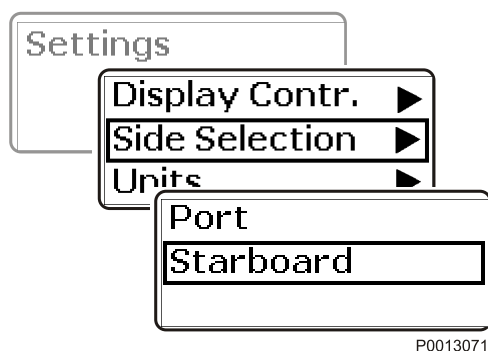 Settings
Display Contr.
Side Selection
Units
Port
Starboard
P0013071